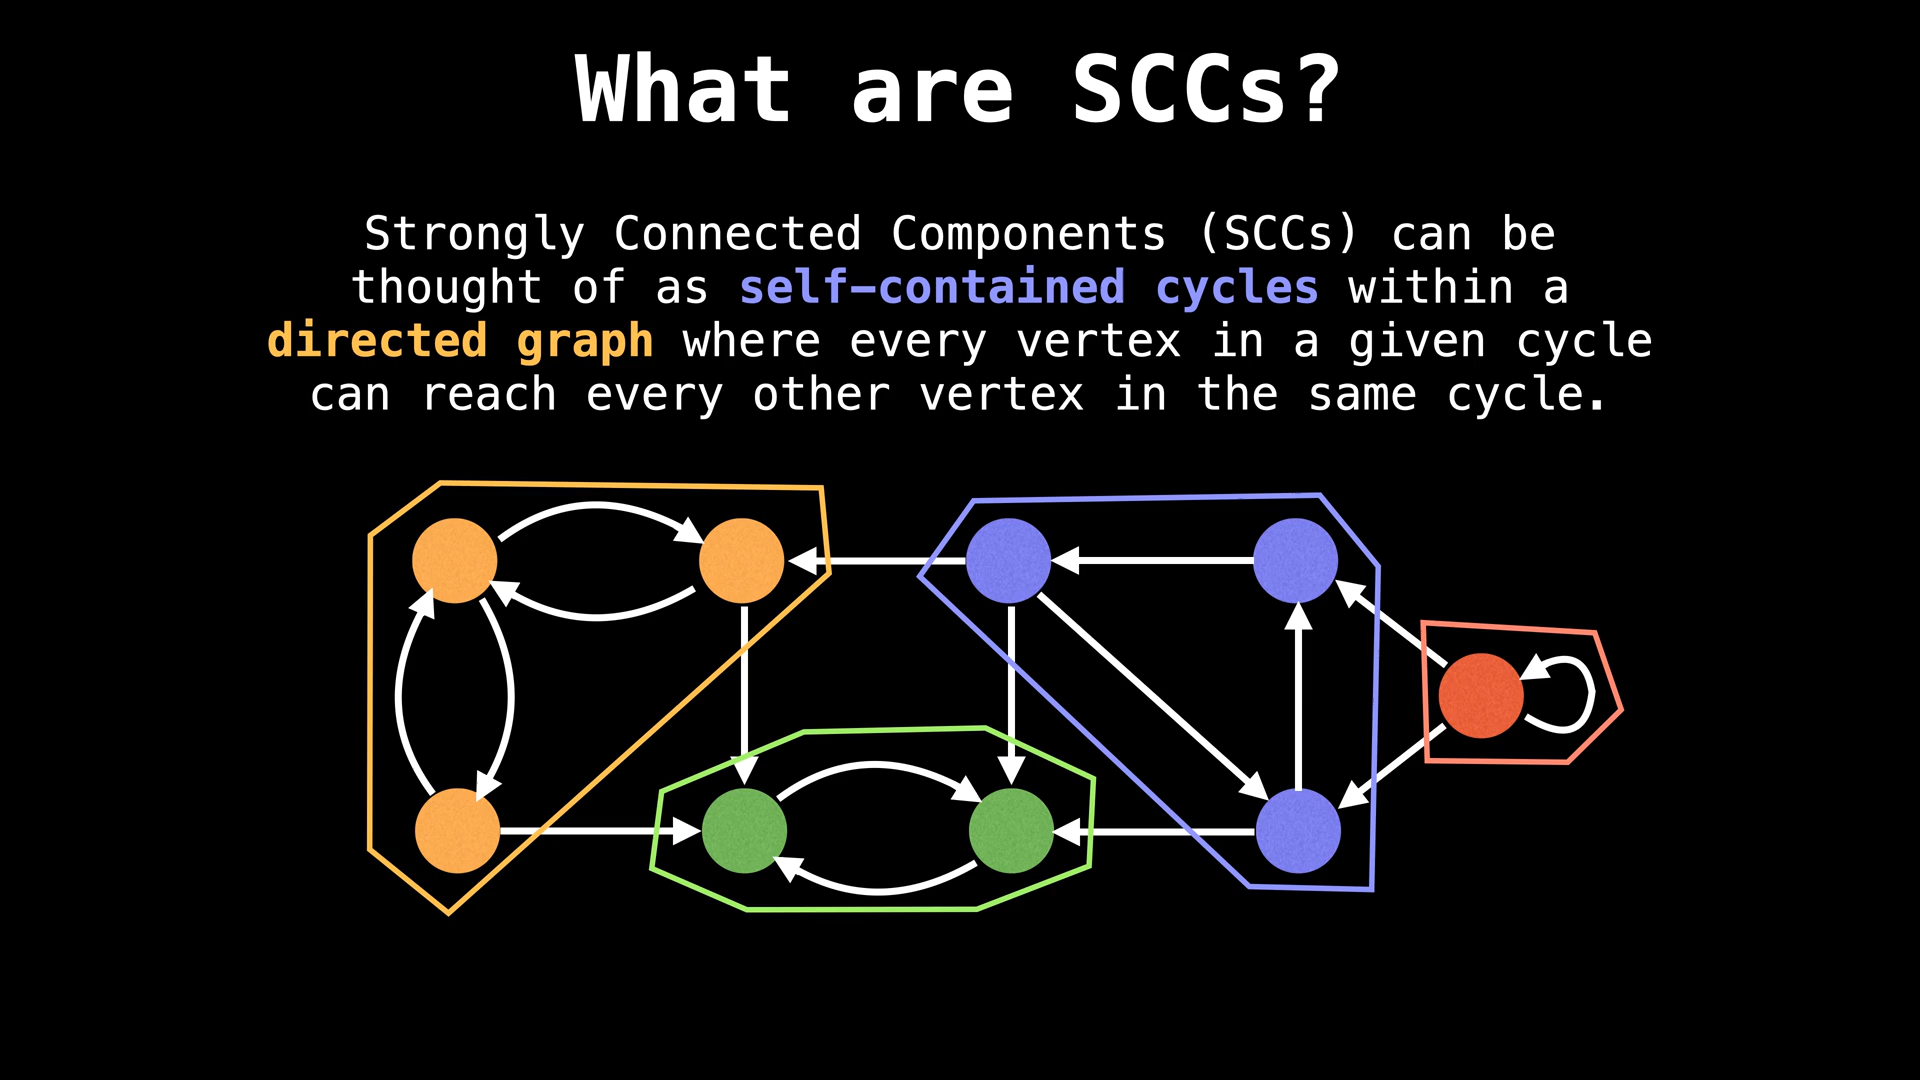 What are SCCs?
Strongly Connected Components (SCCs) can be
thought of as self-contained cycles within a
directed graph where every vertex in a given cycle
can reach every other vertex in the same cycle.